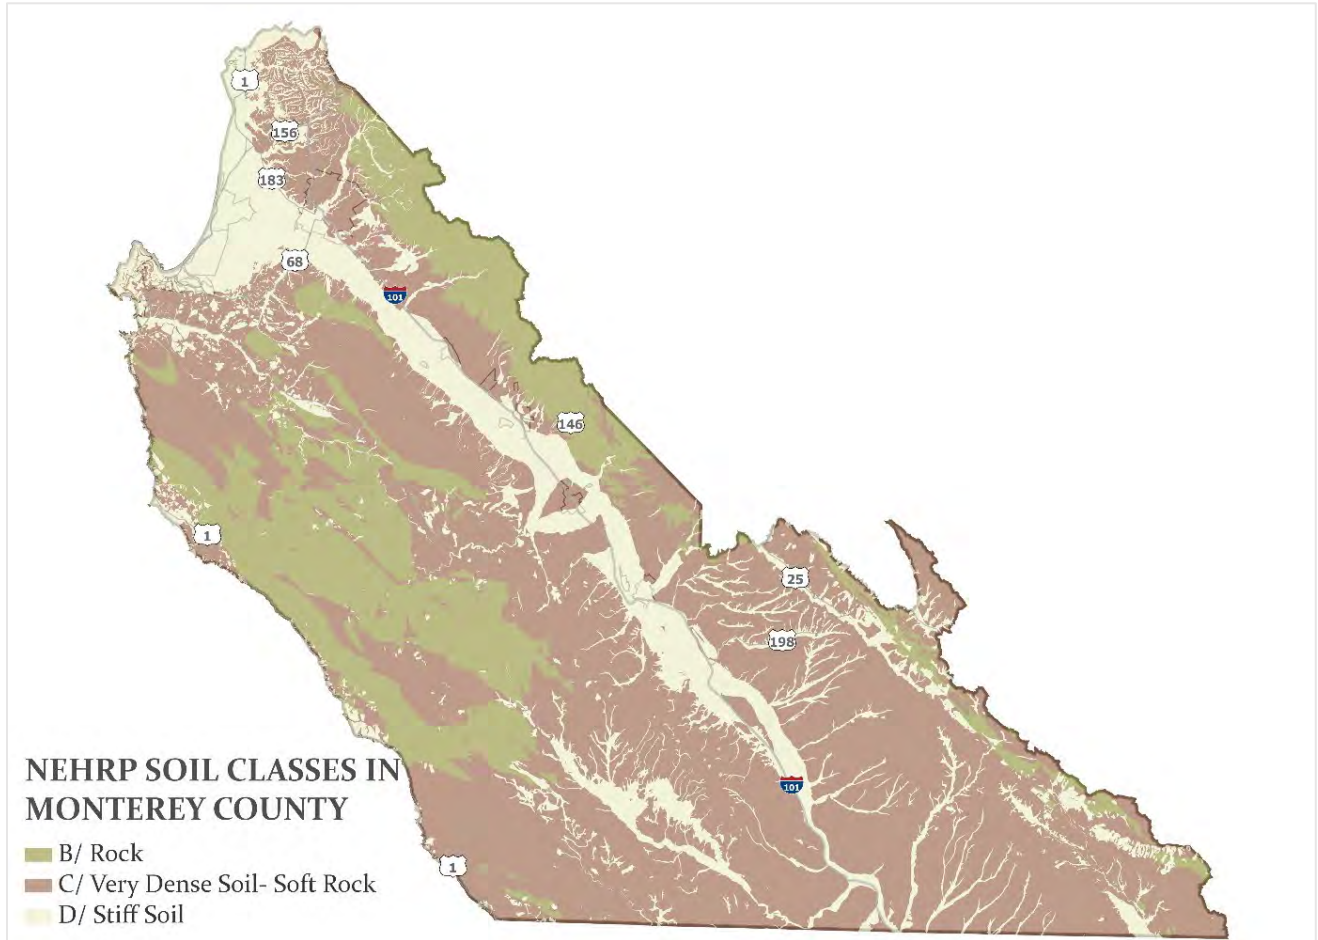 1
156
183
68
101
146
1
25
198
101
1
NEHRP SOIL CLASSES IN
MONTEREY COUNTY
B/ Rock
C/ Very Dense Soil- Soft Rock
D/ Stiff Soil